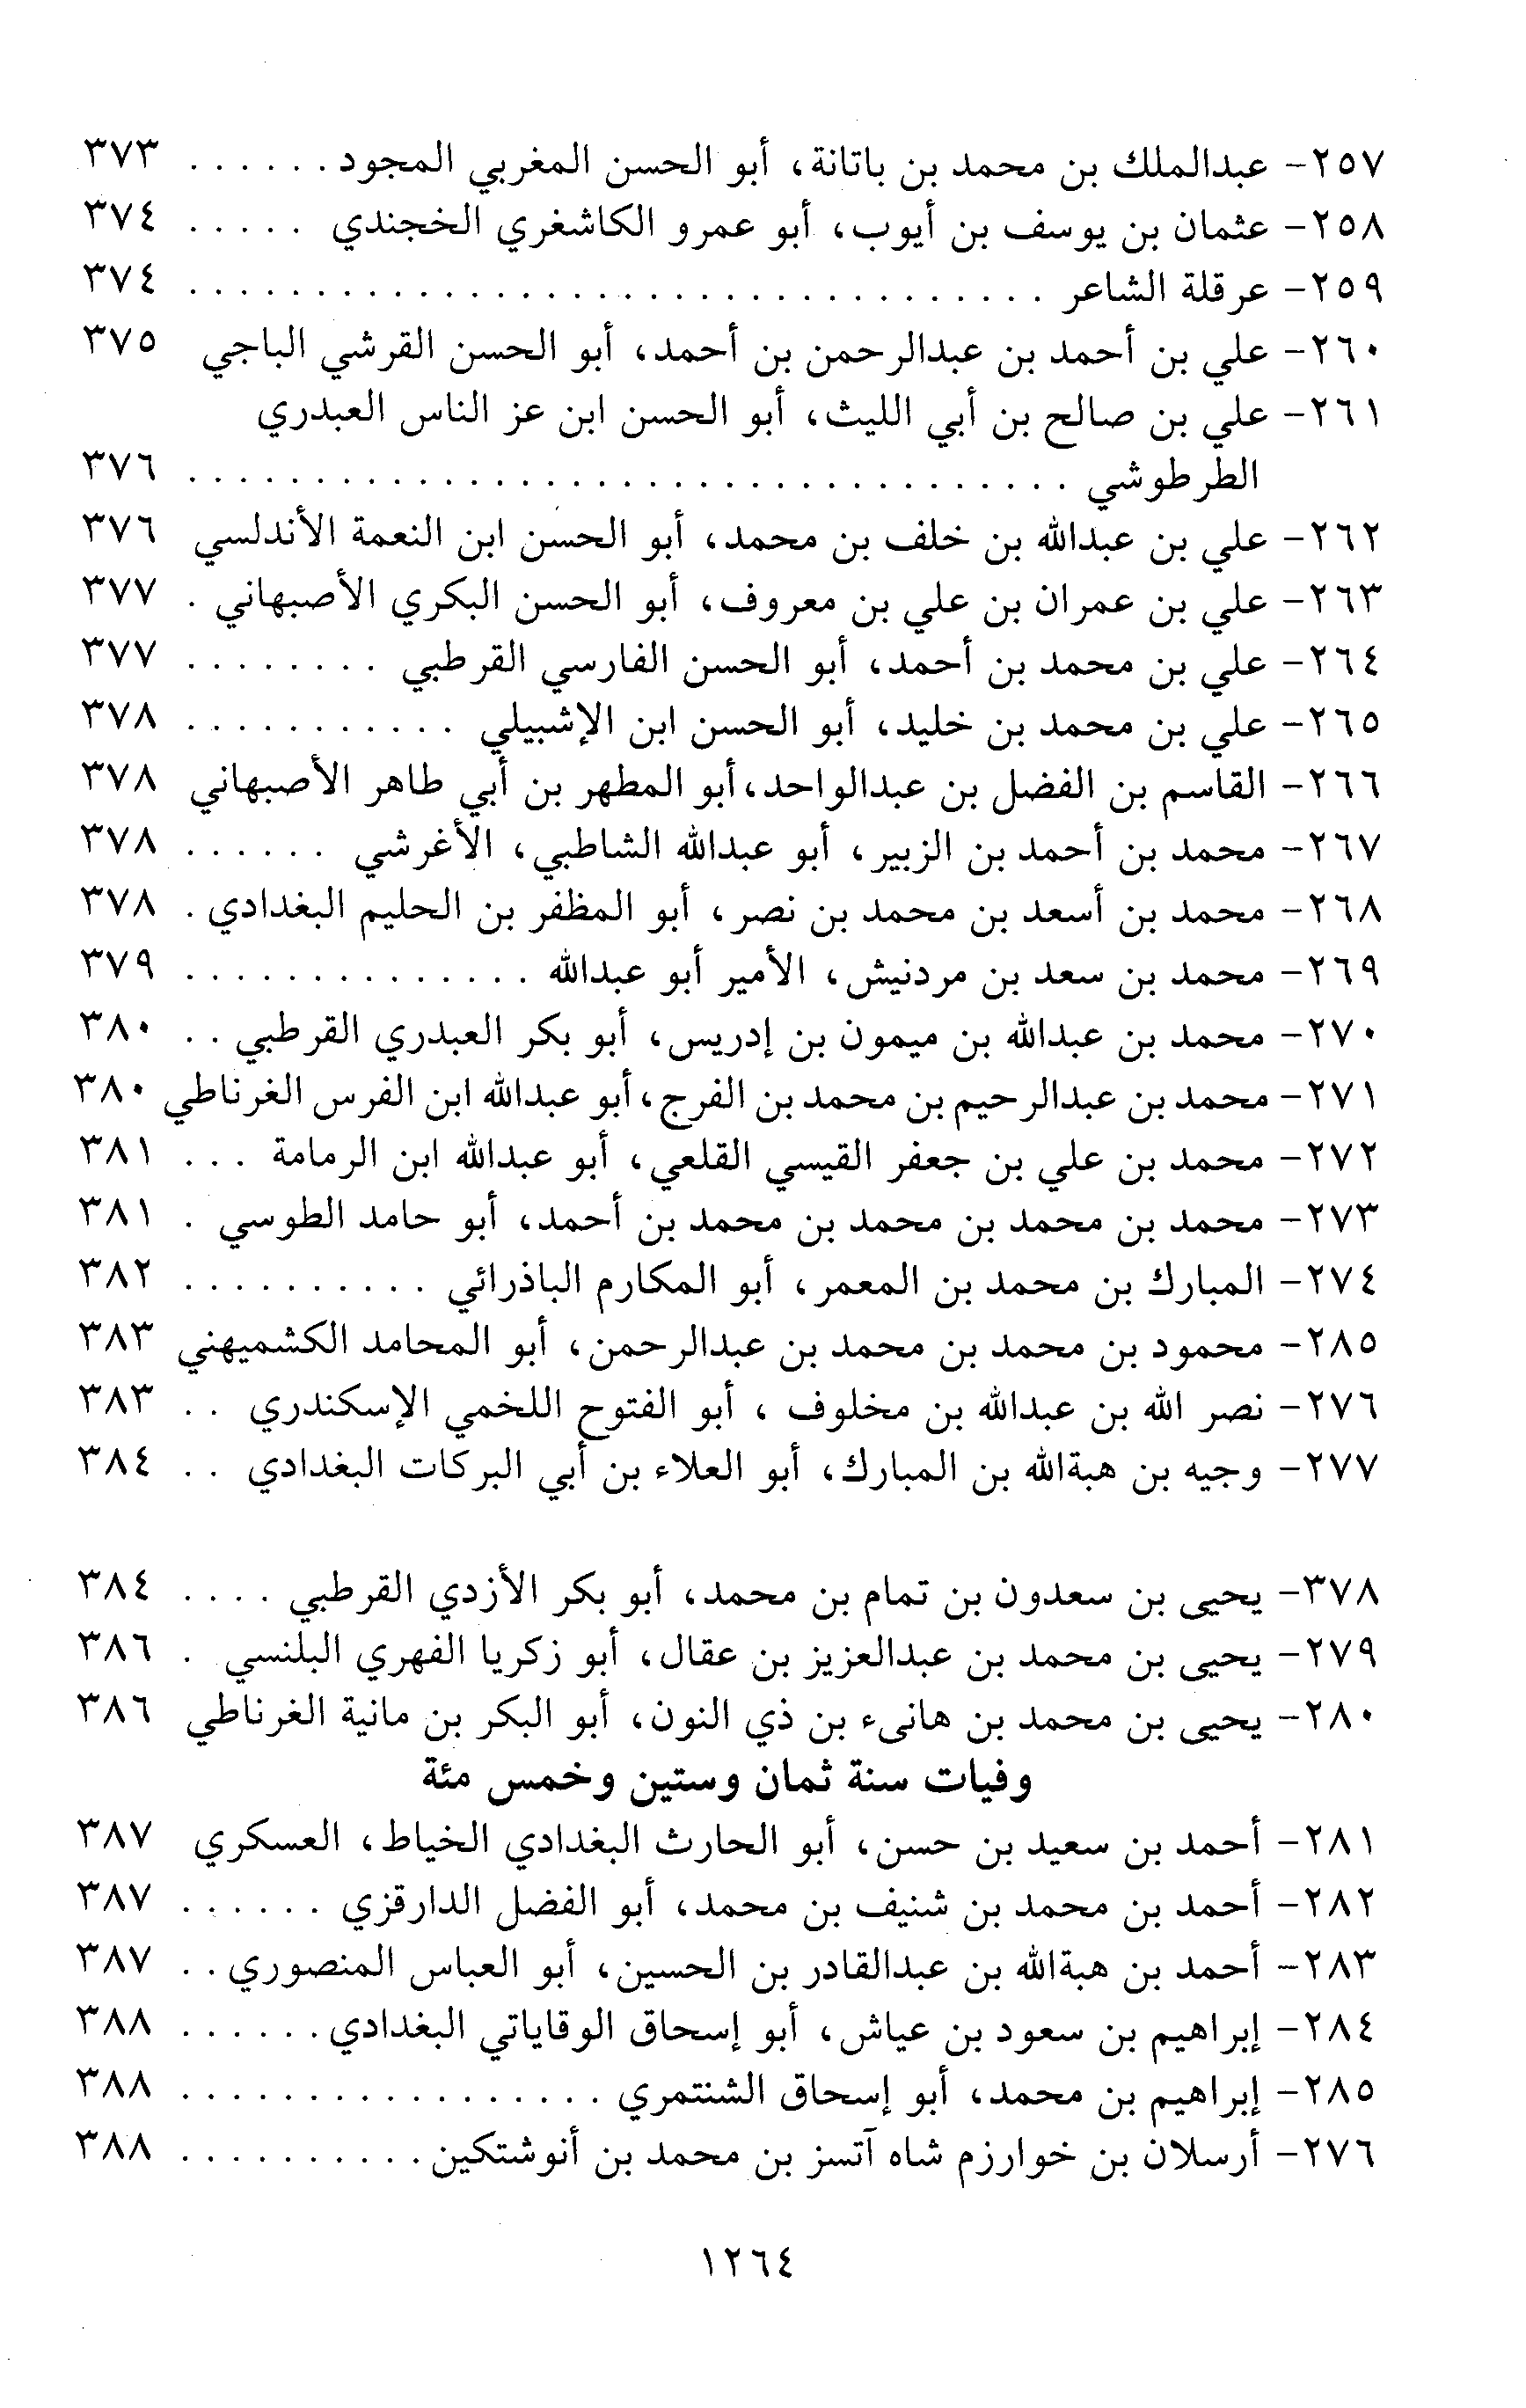 ٢٥٧- عبدالملك بن محمد بن باتانة، أبو الحسن المغربي المجود . . . . . . ٣٧٣
٢٥٨- عثمان بن يوسف بن أيوب، أبو عمرو الكاشغري الخجندي . . . . . ٣٧٤
٢٥٩- عرقلة الشاعر . . . . . . . . . . . . . . . . . . . . . . . . . . . . . . . . . . ٣٧٤
٢٦٠- علي بن أحمد بن عبدالرحمن بن أحمد، أبو الحسن القرشي الباجي ٣٧٥
٢٦١- علي بن صالح بن أبي الليث، أبو الحسن ابن عز الناس العبدري
الطرطوشي . . . . . . . . . . . . . . . . . . . . . . . . . . . . . . . . . . . ٣٧٦
٢٦٢- علي بن عبدالله بن خلف بن محمد، أبو الحسن ابن النعمة الأندلسي ٣٧٦
٢٦٣- علي بن عمران بن علي بن معروف، أبو الحسن البكري الأصبهاني . ٣٧٧
٢٦٤- علي بن محمد بن أحمد، أبو الحسن الفارسي القرطبي . . . . . . . . ٣٧٧
٢٦٥- علي بن محمد بن خليد، أبو الحسن ابن الإشبيلي . . . . . . . . . . . ٣٧٨
٢٦٦- القاسم بن الفضل بن عبدالواحد،أبو المطهر بن أبي طاهر الأصبهاني ٣٧٨
٢٦٧- محمد بن أحمد بن الزبير، أبو عبدالله الشاطبي، الأغرشي . . . . . . ٣٧٨
٢٦٨- محمد بن أسعد بن محمد بن نصر، أبو المظفر بن الحليم البغدادي . ٣٧٨
٢٦٩- محمد بن سعد بن مردنيش، الأمير أبو عبدالله . . . . . . . . . . . . . . ٣٧٩
٢٧٠- محمد بن عبدالله بن ميمون بن إدريس، أبو بكر العبدري القرطبي . . ٣٨٠
٢٧١- محمد بن عبدالرحيم بن محمد بن الفرج،أبو عبدالله ابن الفرس الغرناطي ٣٨٠
٢٧٢- محمد بن علي بن جعفر القيسي القلعي، أبو عبدالله ابن الرمامة . . . ٣٨١
٢٧٣- محمد بن محمد بن محمد بن محمد بن أحمد، أبو حامد الطوسي . ٣٨١
٢٧٤- المبارك بن محمد بن المعمر، أبو المكارم الباذرائي . . . . . . . . . . ٣٨٢
٢٨٥- محمود بن محمد بن محمد بن عبدالرحمن، أبو المحامد الكشميهني ٣٨٣
٢٧٦- نصر الله بن عبدالله بن مخلوف ، أبو الفتوح اللخمي الإسكندري . . ٣٨٣
٢٧٧- وجيه بن هبةالله بن المبارك، أبو العلاء بن أبي البركات البغدادي . . ٣٨٤
٣٧٨- يحيى بن سعدون بن تمام بن محمد، أبو بكر الأزدي القرطبي . . . . ٣٨٤
٢٧٩- يحيى بن محمد بن عبدالعزيز بن عقال، أبو زكريا الفهري البلنسي . ٣٨٦
٢٨٠- يحيى بن محمد بن هانىء بن ذي النون، أبو البكر بن مانية الغرناطي ٣٨٦
وفيات سنة ثمان وستين وخمس مئة
٢٨١- أحمد بن سعيد بن حسن، أبو الحارث البغدادي الخياط، العسكري ٣٨٧
٢٨٢- أحمد بن محمد بن شنيف بن محمد، أبو الفضل الدارقزي . . . . . . ٣٨٧
٢٨٣- أحمد بن هبةالله بن عبدالقادر بن الحسين، أبو العباس المنصوري . . ٣٨٧
٢٨٤- إبراهيم بن سعود بن عياش، أبو إسحاق الوقاياتي البغدادي . . . . . . ٣٨٨
٢٨٥- إبراهيم بن محمد، أبو إسحاق الشنتمري . . . . . . . . . . . . . . . . . ٣٨٨
٢٧٦- أرسلان بن خوارزم شاه آتسز بن محمد بن أنوشتكين . . . . . . . . . . ٣٨٨
١٢٦٤